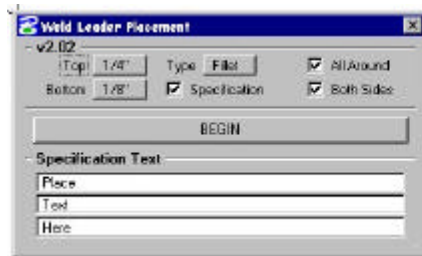 Weld Leader Placement
v2.02
Top 1/4" Type Fillet All Around
Bottom 1/8" Specification Both Sides
BEGIN
Specification Text
Place
Text
Here